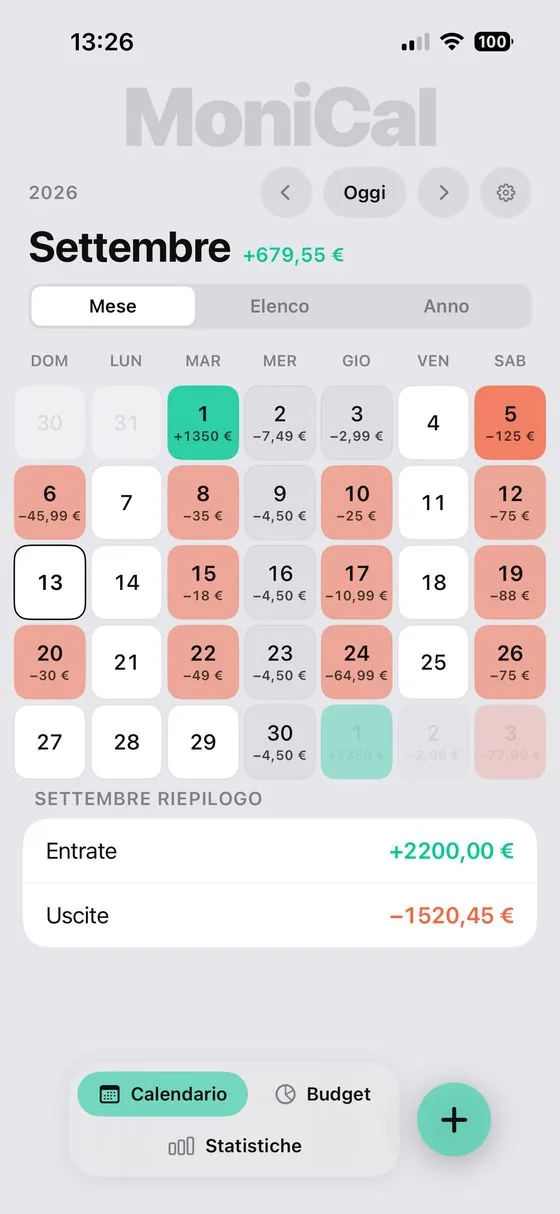 13:26
100
MoniCal
2026
Oggi
Settembre +679,55 €
Mese Elenco Anno
DOM LUN MAR MER GIO VEN SAB
30 31 1 2 3 4 5
+1350 € −7,49 € −2,99 € −125 €
6 7 8 9 10 11 12
−45,99 € −35 € −4,50 € −25 € −75 €
13 14 15 16 17 18 19
−18 € −4,50 € −10,99 € −88 €
20 21 22 23 24 25 26
−30 € −49 € −4,50 € −64,99 € −75 €
27 28 29 30 1 2 3
−4,50 € +1350 € −2,99 € −77,99 €
SETTEMBRE RIEPILOGO
Entrate +2200,00 €
Uscite −1520,45 €
Calendario Budget
Statistiche